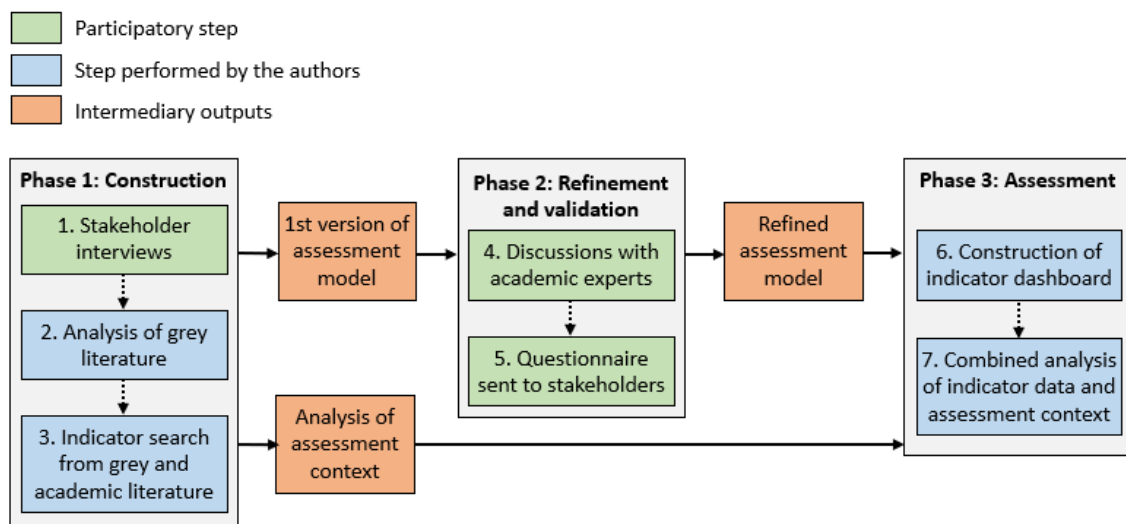 Participatory step
Step performed by the authors
Intermediary outputs
Phase 1: Construction
1. Stakeholder
interviews
2. Analysis of grey
literature
3. Indicator search
from grey and
academic literature
1st version of
assessment
model
Analysis of
assessment
context
Phase 2: Refinement
and validation
4. Discussions with
academic experts
5. Questionnaire
sent to stakeholders
Refined
assessment
model
Phase 3: Assessment
6. Construction of
indicator dashboard
7. Combined analysis
of indicator data and
assessment context